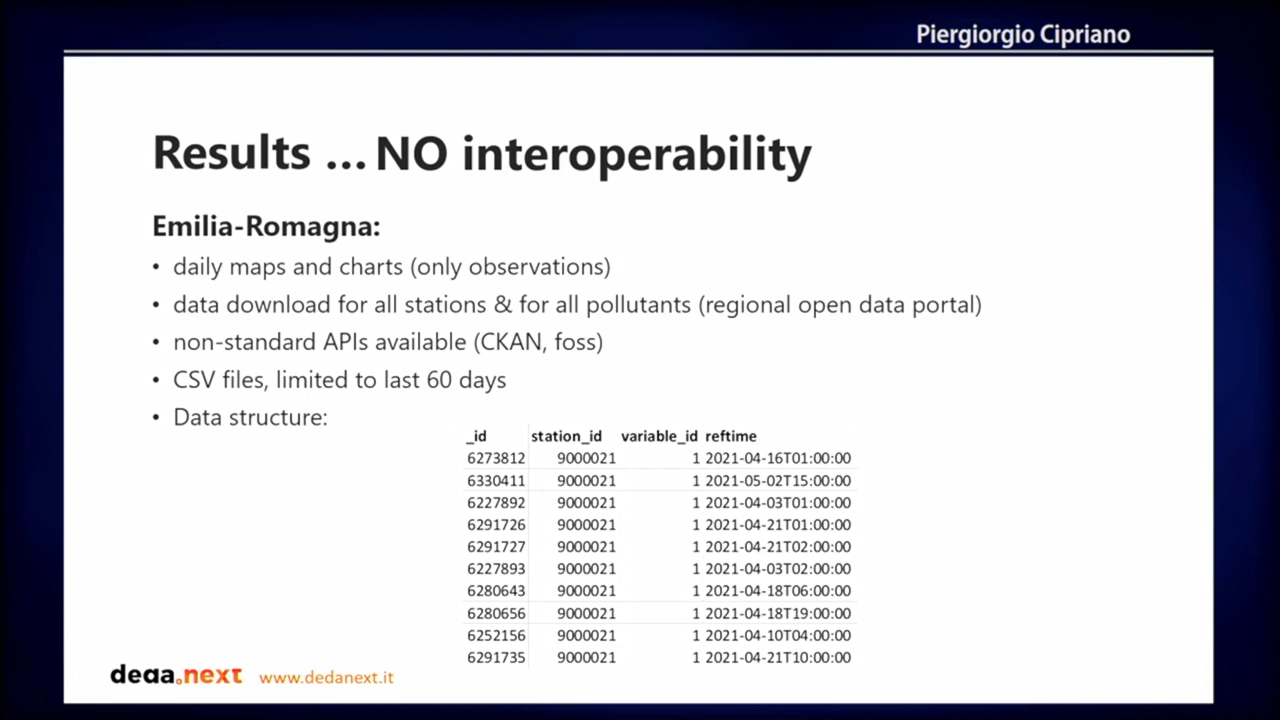 Piergiorgio Cipriano
Results ... NO interoperability
Emilia-Romagna:
• daily maps and charts (only observations)
• data download for all stations & for all pollutants (regional open data portal)
• non-standard APIs available (CKAN, foss)
• CSV files, limited to last 60 days
• Data structure:
_id station_id variable_id reftime
6273812 9000021 1 2021-04-16T01:00:00
6330411 9000021 1 2021-05-02T15:00:00
6227892 9000021 1 2021-04-03T01:00:00
6291726 9000021 1 2021-04-21T01:00:00
6291727 9000021 1 2021-04-21T02:00:00
6227893 9000021 1 2021-04-03T02:00:00
6280643 9000021 1 2021-04-18T06:00:00
6280656 9000021 1 2021-04-18T19:00:00
6252156 9000021 1 2021-04-10T04:00:00
6291735 9000021 1 2021-04-21T10:00:00
deda.next www.dedanext.it